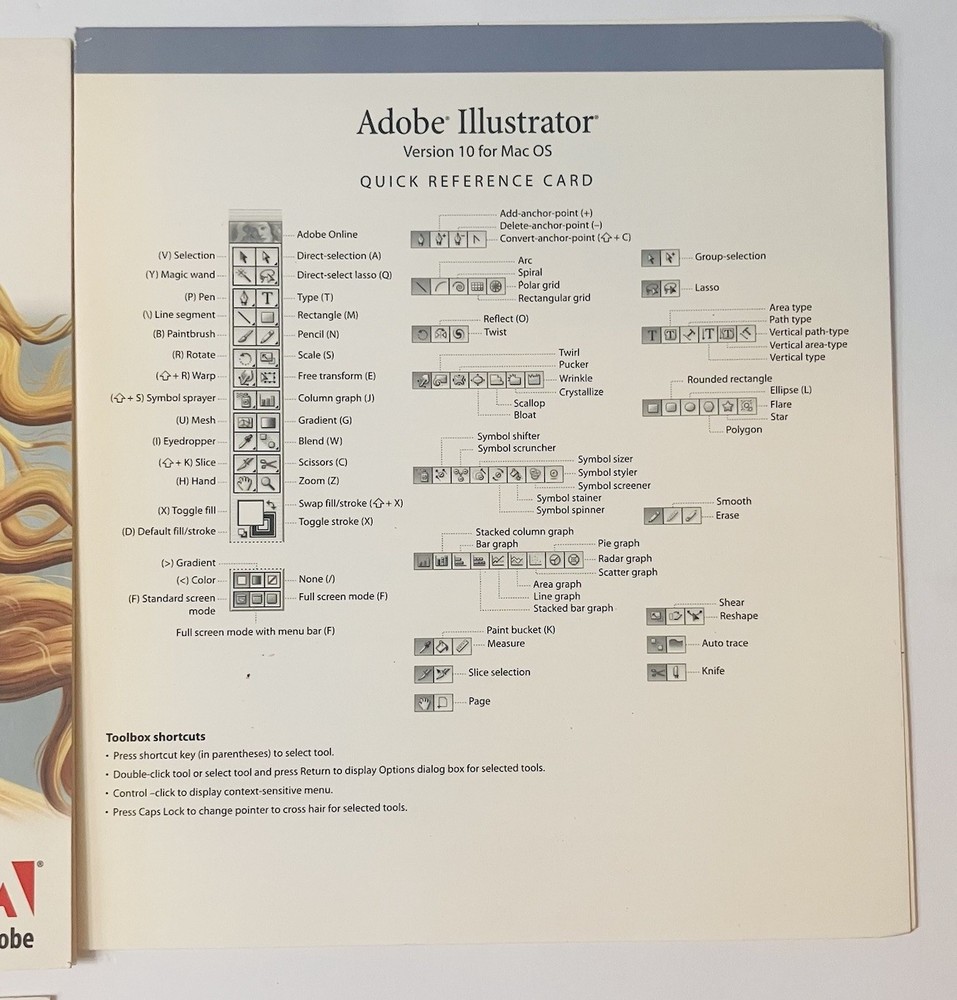 Adobe® Illustrator®
Version 10 for Mac OS
QUICK REFERENCE CARD
Adobe Online
(V) Selection
Direct-selection (A)
(Y) Magic wand
Direct-select lasso (Q)
(P) Pen
Type (T)
(\) Line segment
Rectangle (M)
(B) Paintbrush
Pencil (N)
(R) Rotate
Scale (S)
(⇧ + R) Warp
Free transform (E)
(⇧ + S) Symbol sprayer
Column graph (J)
(U) Mesh
Gradient (G)
(I) Eyedropper
Blend (W)
(⇧ + K) Slice
Scissors (C)
(H) Hand
Zoom (Z)
(X) Toggle fill
Swap fill/stroke (⇧ + X)
Toggle stroke (X)
(D) Default fill/stroke
(>) Gradient
(<) Color
None (/)
(F) Standard screen
mode
Full screen mode (F)
Full screen mode with menu bar (F)
Add-anchor-point (+)
Delete-anchor-point (–)
Convert-anchor-point (⇧ + C)
Arc
Spiral
Polar grid
Rectangular grid
Reflect (O)
Twist
Twirl
Pucker
Wrinkle
Crystallize
Scallop
Bloat
Symbol shifter
Symbol scruncher
Symbol sizer
Symbol styler
Symbol screener
Symbol stainer
Symbol spinner
Stacked column graph
Bar graph
Pie graph
Radar graph
Scatter graph
Area graph
Line graph
Stacked bar graph
Paint bucket (K)
Measure
Slice selection
Page
Group-selection
Lasso
Area type
Path type
Vertical path-type
Vertical area-type
Vertical type
Rounded rectangle
Ellipse (L)
Flare
Star
Polygon
Smooth
Erase
Shear
Reshape
Auto trace
Knife
Toolbox shortcuts
• Press shortcut key (in parentheses) to select tool.
• Double-click tool or select tool and press Return to display Options dialog box for selected tools.
• Control –click to display context-sensitive menu.
• Press Caps Lock to change pointer to cross hair for selected tools.
®
obe